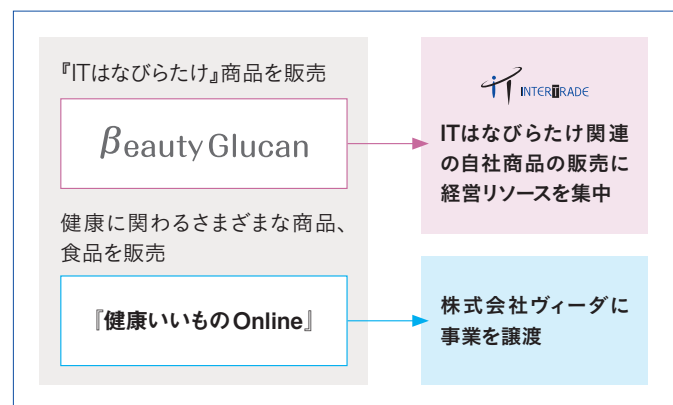 『ITはなびらたけ』商品を販売
βeauty Glucan
健康に関わるさまざまな商品、
食品を販売
『健康いいものOnline』
iT INTERTRADE
ITはなびらたけ関連
の自社商品の販売に
経営リソースを集中
株式会社ヴィーダに
事業を譲渡